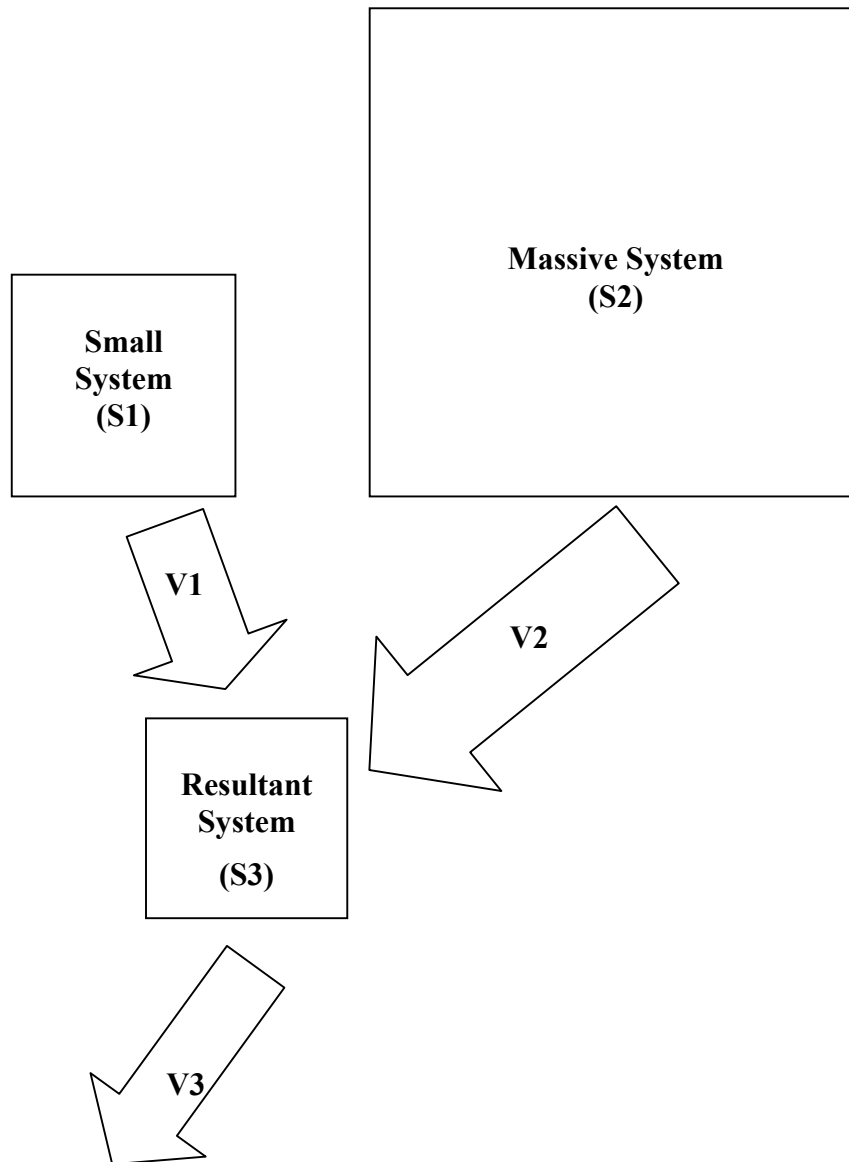 Massive System
(S2)
Small
System
(S1)
V1
V2
Resultant
System
(S3)
V3